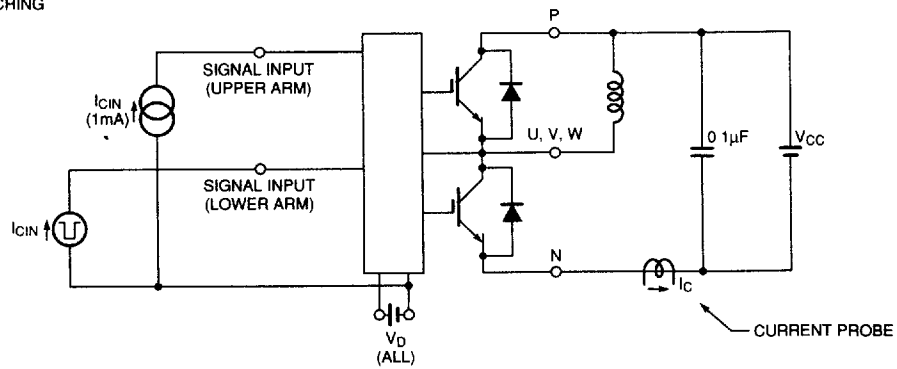 CHING
P
SIGNAL INPUT
(UPPER ARM)
ICIN
(1mA)
U, V, W
0 1μF
VCC
SIGNAL INPUT
(LOWER ARM)
ICIN
N
IC
VD
(ALL)
CURRENT PROBE